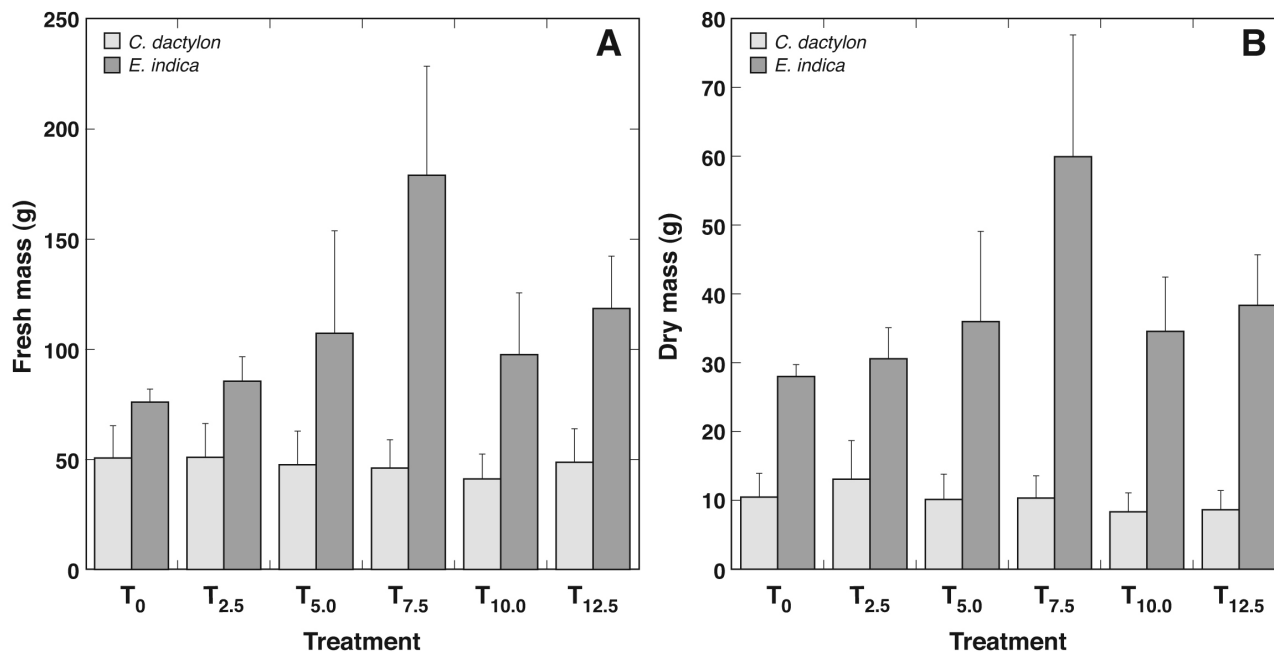 A
C. dactylon
E. indica
Fresh mass (g)
250
200
150
100
50
0
T0 T2.5 T5.0 T7.5 T10.0 T12.5
Treatment
B
C. dactylon
E. indica
Dry mass (g)
80
70
60
50
40
30
20
10
0
T0 T2.5 T5.0 T7.5 T10.0 T12.5
Treatment